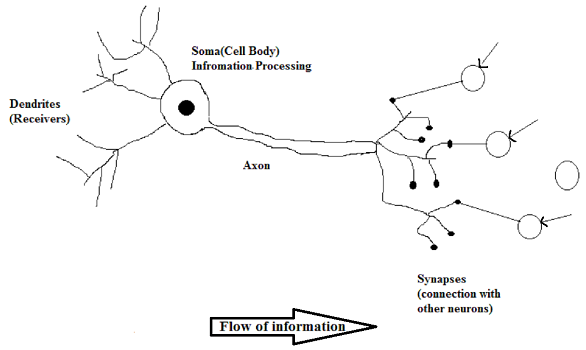 Soma(Cell Body)
Infromation Processing
Dendrites
(Receivers)
Axon
Synapses
(connection with
other neurons)
Flow of information